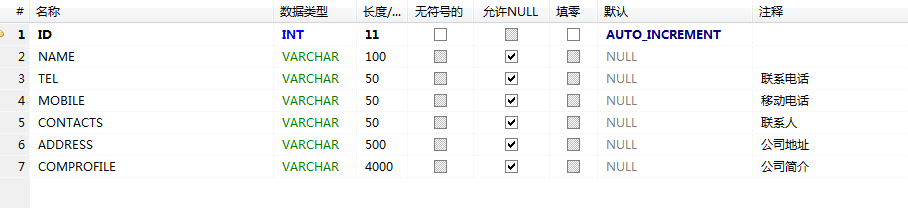 # 名称 数据类型 长度/... 无符号的 允许NULL 填零 默认 注释
1 ID INT 11 AUTO_INCREMENT
2 NAME VARCHAR 100 NULL
3 TEL VARCHAR 50 NULL 联系电话
4 MOBILE VARCHAR 50 NULL 移动电话
5 CONTACTS VARCHAR 50 NULL 联系人
6 ADDRESS VARCHAR 500 NULL 公司地址
7 COMPROFILE VARCHAR 4000 NULL 公司简介